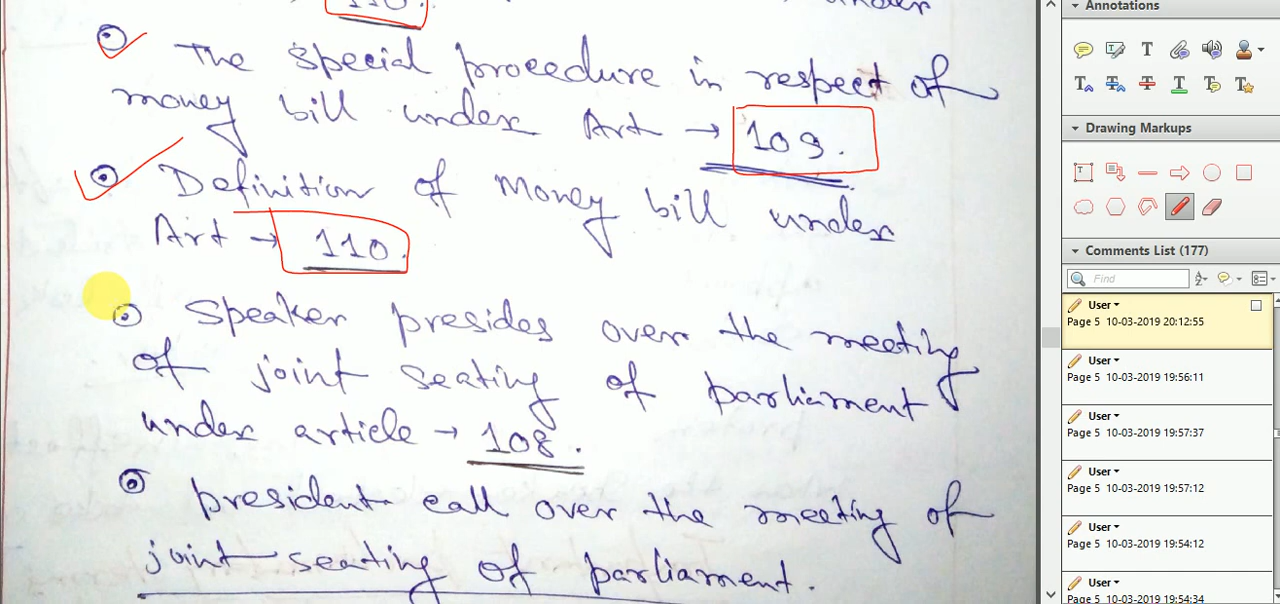 110.
under
The special procedure in respect of
money bill under Art → 109.
Definition of money bill under
Art → 110.
Speaker presides over the meeting
of joint seating of parliament
under article → 108.
president call over the meeting of
joint seating of parliament.
Annotations
T
T T T T T T
Drawing Markups
T
Comments List (177)
Find
User
Page 5 10-03-2019 20:12:55
User
Page 5 10-03-2019 19:56:11
User
Page 5 10-03-2019 19:57:37
User
Page 5 10-03-2019 19:57:12
User
Page 5 10-03-2019 19:54:12
User
Page 5 10-03-2019 19:54:34